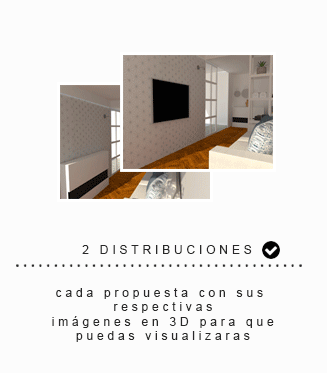 2 DISTRIBUCIONES
cada propuesta con sus
respectivas
imágenes en 3D para que
puedas visualizaras